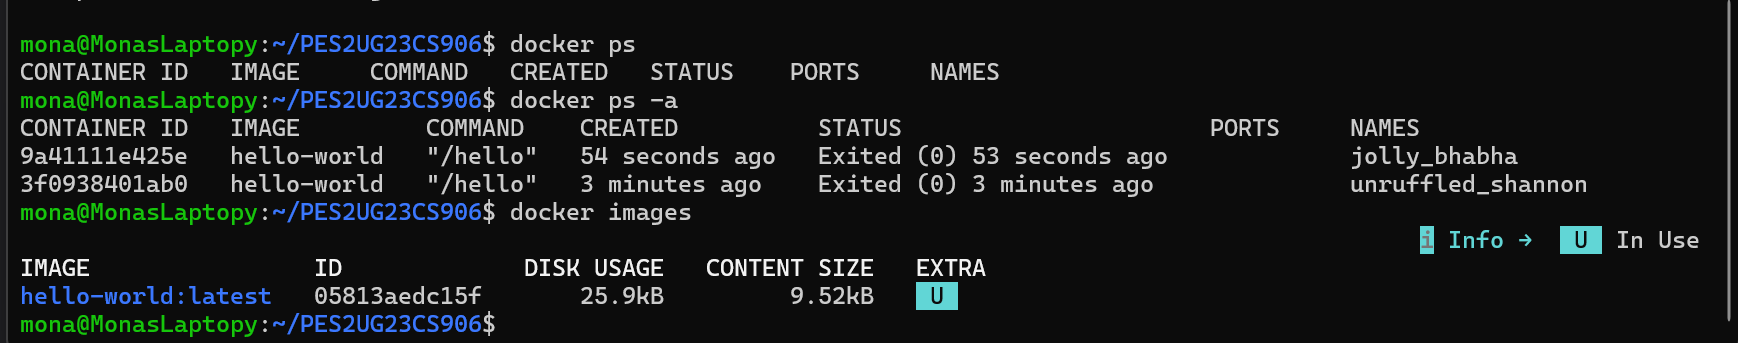 mona@MonasLaptopy:~/PES2UG23CS906$ docker ps
CONTAINER ID   IMAGE     COMMAND   CREATED   STATUS    PORTS     NAMES
mona@MonasLaptopy:~/PES2UG23CS906$ docker ps -a
CONTAINER ID   IMAGE         COMMAND    CREATED          STATUS                      PORTS     NAMES
9a41111e425e   hello-world   "/hello"   54 seconds ago   Exited (0) 53 seconds ago             jolly_bhabha
3f0938401ab0   hello-world   "/hello"   3 minutes ago    Exited (0) 3 minutes ago              unruffled_shannon
mona@MonasLaptopy:~/PES2UG23CS906$ docker images
i Info →   U  In Use
IMAGE                ID             DISK USAGE   CONTENT SIZE   EXTRA
hello-world:latest   05813aedc15f       25.9kB         9.52kB    U
mona@MonasLaptopy:~/PES2UG23CS906$